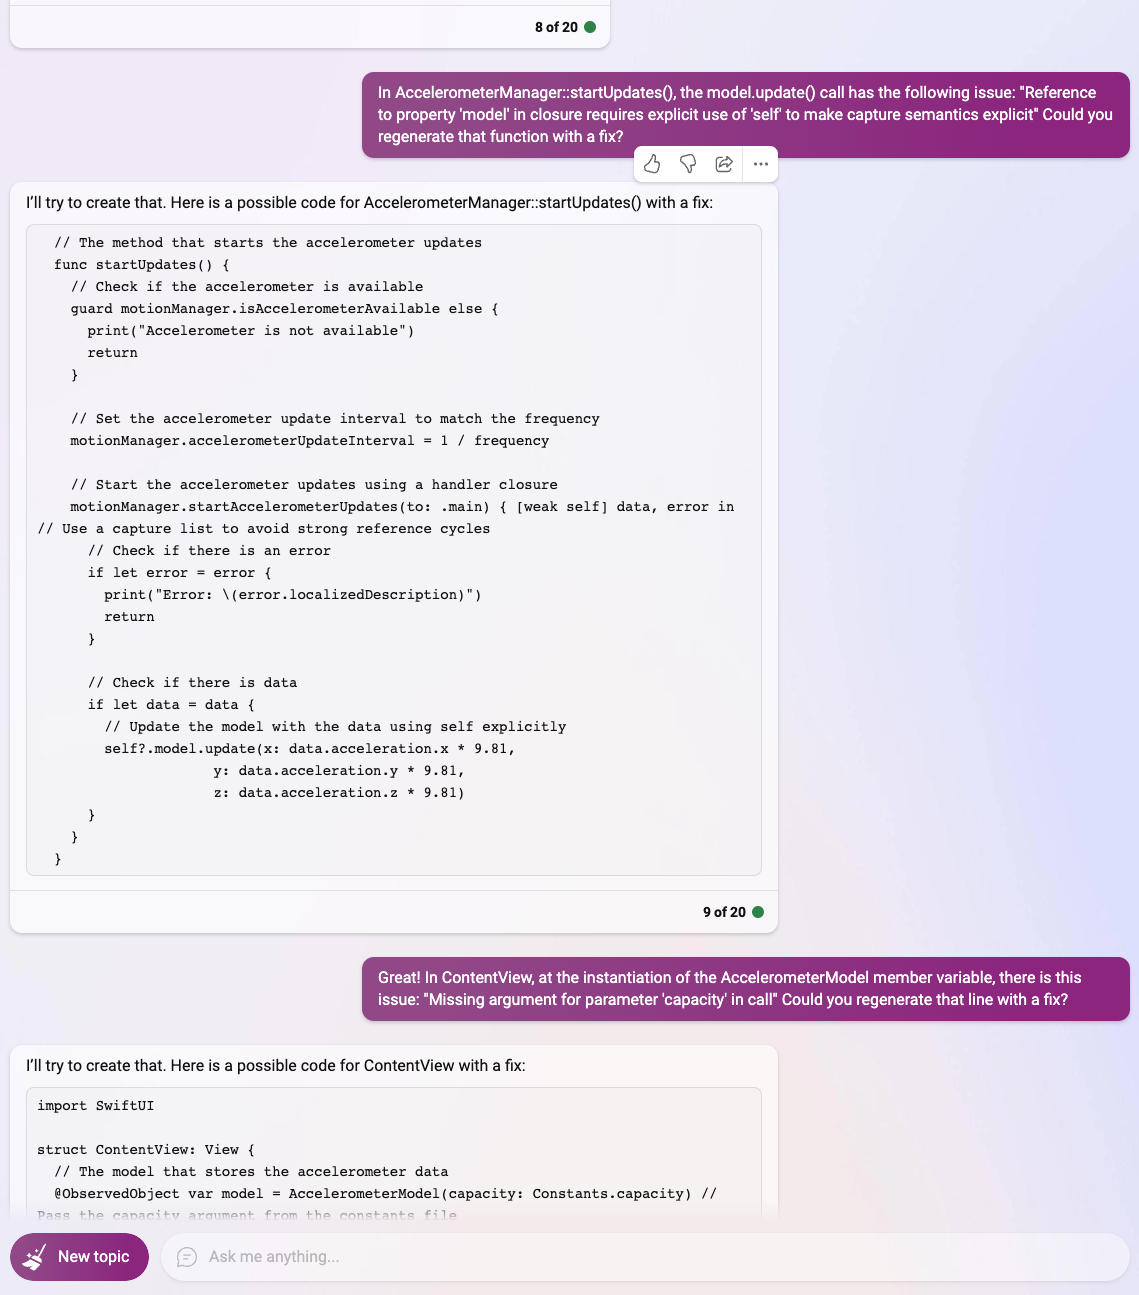 8 of 20
In AccelerometerManager::startUpdates(), the model.update() call has the following issue: "Reference
to property 'model' in closure requires explicit use of 'self' to make capture semantics explicit" Could you
regenerate that function with a fix?
I'll try to create that. Here is a possible code for AccelerometerManager::startUpdates() with a fix:
// The method that starts the accelerometer updates
func startUpdates() {
// Check if the accelerometer is available
guard motionManager.isAccelerometerAvailable else {
print("Accelerometer is not available")
return
}
// Set the accelerometer update interval to match the frequency
motionManager.accelerometerUpdateInterval = 1 / frequency
// Start the accelerometer updates using a handler closure
motionManager.startAccelerometerUpdates(to: .main) { [weak self] data, error in
// Use a capture list to avoid strong reference cycles
// Check if there is an error
if let error = error {
print("Error: \(error.localizedDescription)")
return
}
// Check if there is data
if let data = data {
// Update the model with the data using self explicitly
self?.model.update(x: data.acceleration.x * 9.81,
y: data.acceleration.y * 9.81,
z: data.acceleration.z * 9.81)
}
}
}
9 of 20
Great! In ContentView, at the instantiation of the AccelerometerModel member variable, there is this
issue: "Missing argument for parameter 'capacity' in call" Could you regenerate that line with a fix?
I'll try to create that. Here is a possible code for ContentView with a fix:
import SwiftUI
struct ContentView: View {
// The model that stores the accelerometer data
@ObservedObject var model = AccelerometerModel(capacity: Constants.capacity) //
Pass the capacity argument from the constants file
New topic
Ask me anything...